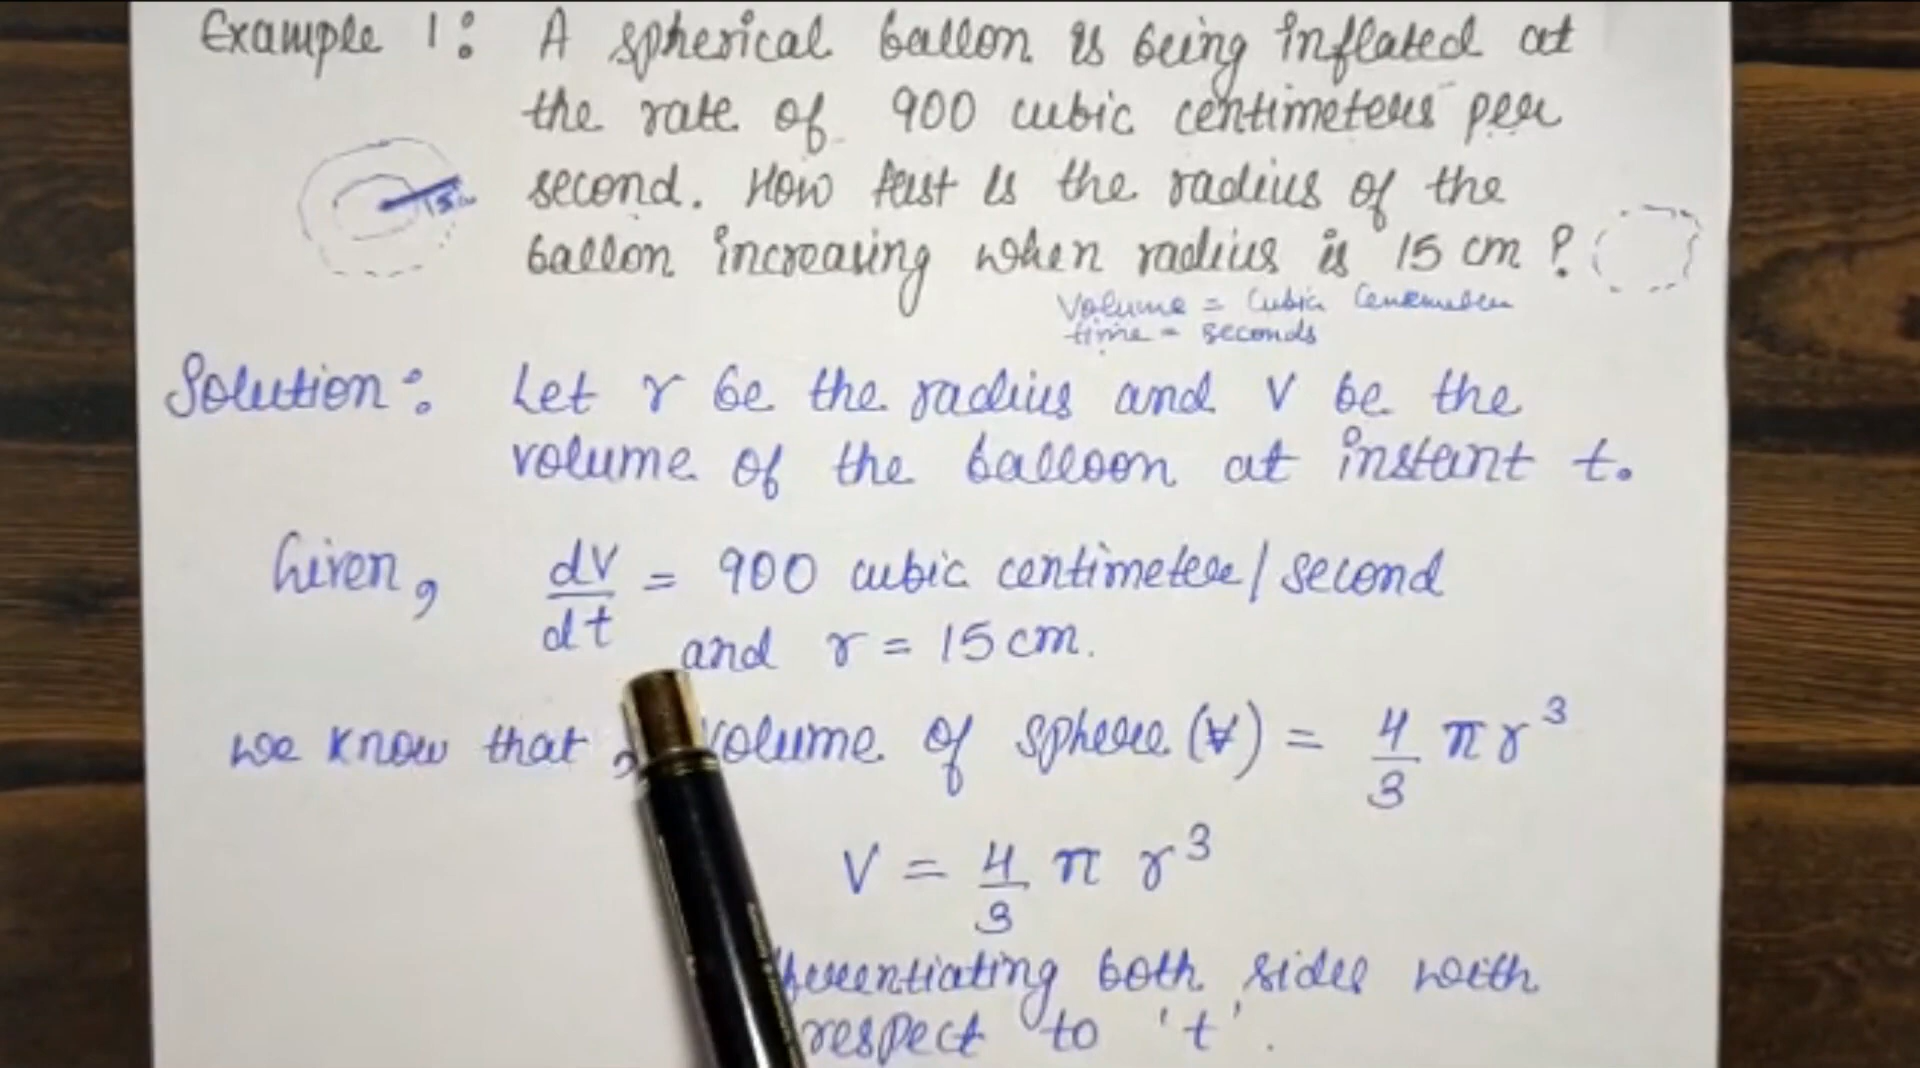 Example 1: A spherical ballon is being inflated at
the rate of 900 cubic centimeters per
second. How fast is the radius of the
ballon increasing when radius is 15 cm?
15
Volume = Cubic
time = seconds
Solution: Let r be the radius and V be the
volume of the balloon at instant t.
Given, dV/dt = 900 cubic centimeter/second
and r = 15 cm.
we know that, volume of sphere (V) = 4/3 π r³
V = 4/3 π r³
both sides with
respect to 't'.